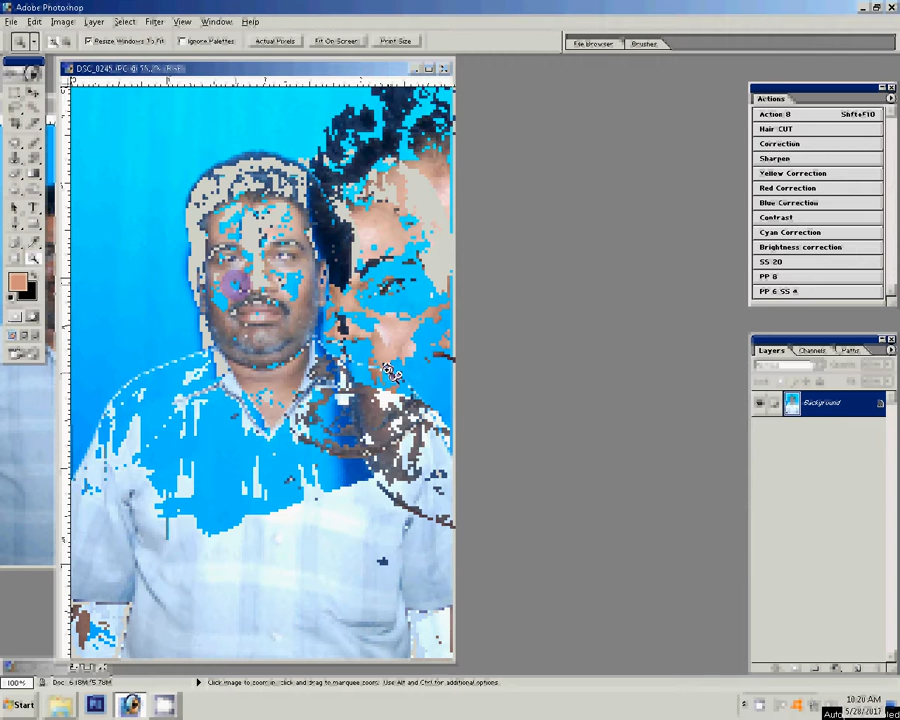 Adobe Photoshop
File Edit Image Layer Select Filter View Window Help
Resize Windows To Fit Ignore Palettes Actual Pixels Fit On Screen Print Size
File Browser Brushes
Actions
Action 8 Shft+F10
Hair CUT
Correction
Sharpen
Yellow Correction
Red Correction
Blue Correction
Contrast
Cyan Correction
Brightness correction
SS 20
PP 8
PP 6 SS 4
Layers Channels Paths
Background
100% Click image to zoom in, click and drag to marquee zoom. Use Alt and Ctrl for additional options.
Start
10:20 AM
5/28/2017